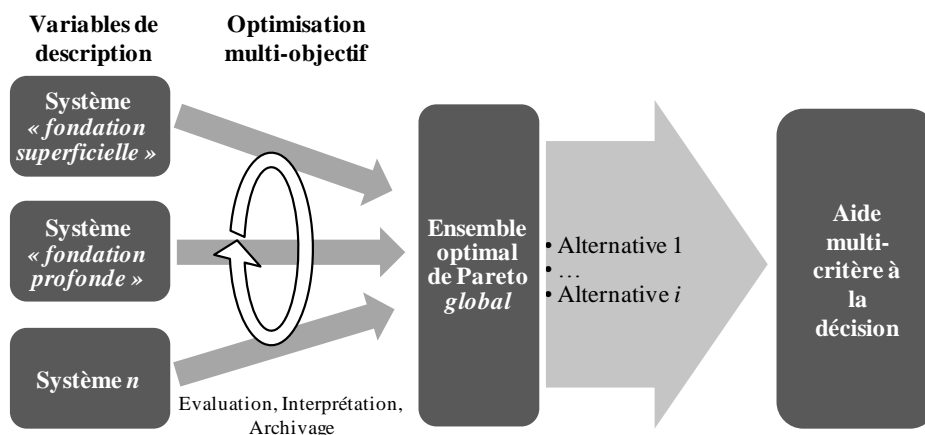 Variables de
description
Optimisation
multi-objectif
Système
« fondation
superficielle »
Système
« fondation
profonde »
Système n
Evaluation, Interprétation,
Archivage
Ensemble
optimal
de Pareto
global
• Alternative 1
• …
• Alternative i
Aide
multi-
critère à
la
décision